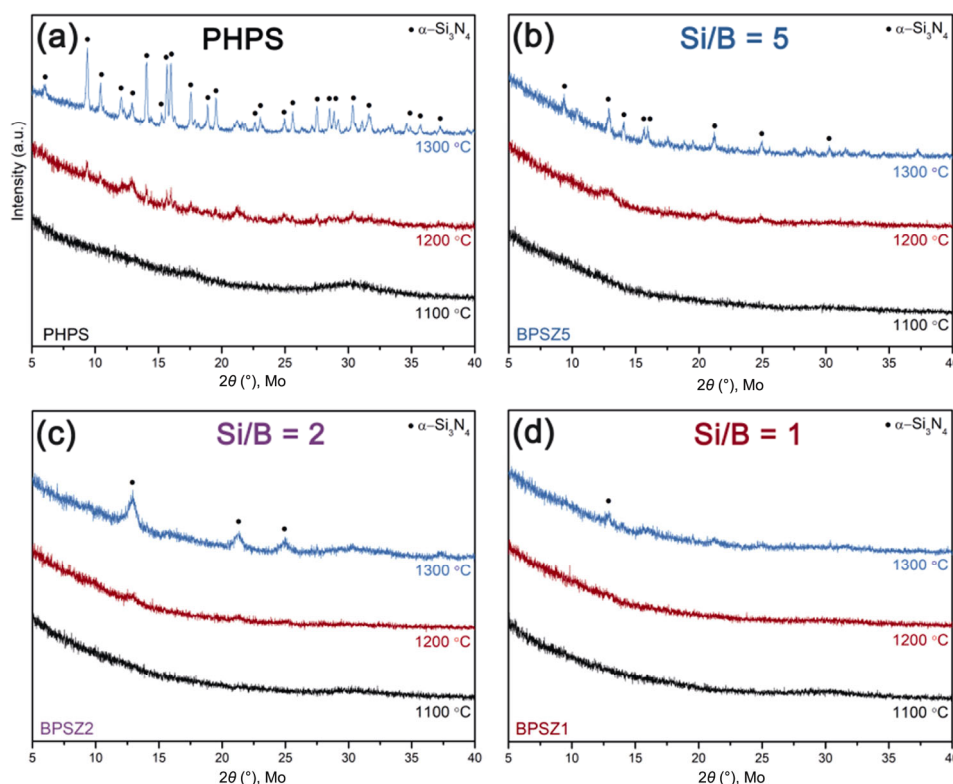 (a)
PHPS
• α–Si₃N₄
Intensity (a.u.)
1300 °C
1200 °C
1100 °C
PHPS
5 10 15 20 25 30 35 40
2θ (°), Mo
(b)
Si/B = 5
• α–Si₃N₄
1300 °C
1200 °C
1100 °C
BPSZ5
5 10 15 20 25 30 35 40
2θ (°), Mo
(c)
Si/B = 2
• α–Si₃N₄
1300 °C
1200 °C
1100 °C
BPSZ2
5 10 15 20 25 30 35 40
2θ (°), Mo
(d)
Si/B = 1
• α–Si₃N₄
1300 °C
1200 °C
1100 °C
BPSZ1
5 10 15 20 25 30 35 40
2θ (°), Mo